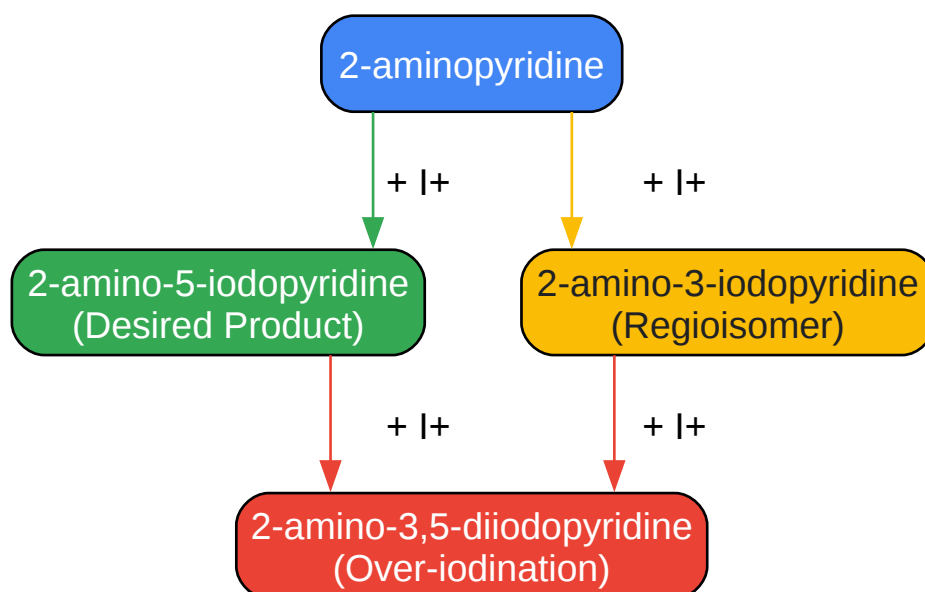 2-aminopyridine
+ I+
+ I+
2-amino-5-iodopyridine
(Desired Product)
2-amino-3-iodopyridine
(Regioisomer)
+ I+
+ I+
2-amino-3,5-diiodopyridine
(Over-iodination)